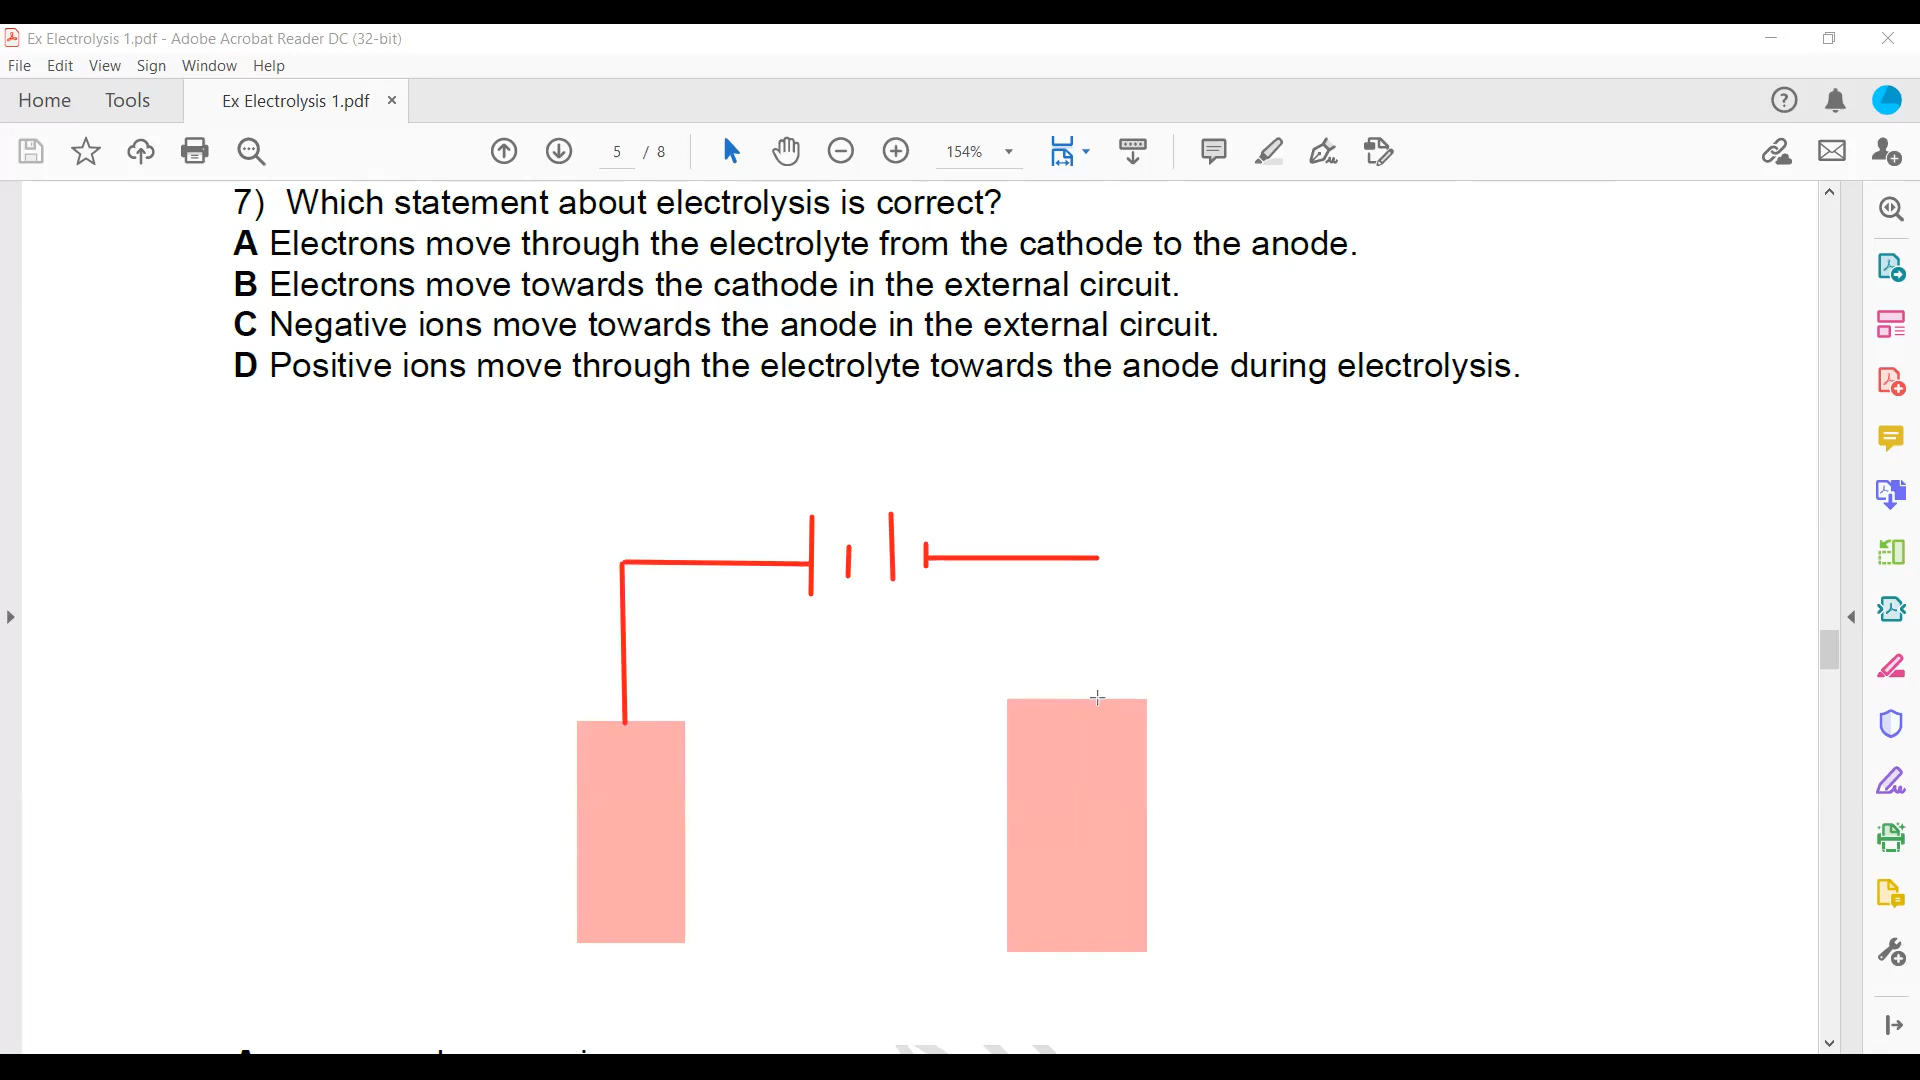 Ex Electrolysis 1.pdf - Adobe Acrobat Reader DC (32-bit)
File Edit View Sign Window Help
Home Tools Ex Electrolysis 1.pdf ×
5 / 8 154%
7) Which statement about electrolysis is correct?
A Electrons move through the electrolyte from the cathode to the anode.
B Electrons move towards the cathode in the external circuit.
C Negative ions move towards the anode in the external circuit.
D Positive ions move through the electrolyte towards the anode during electrolysis.